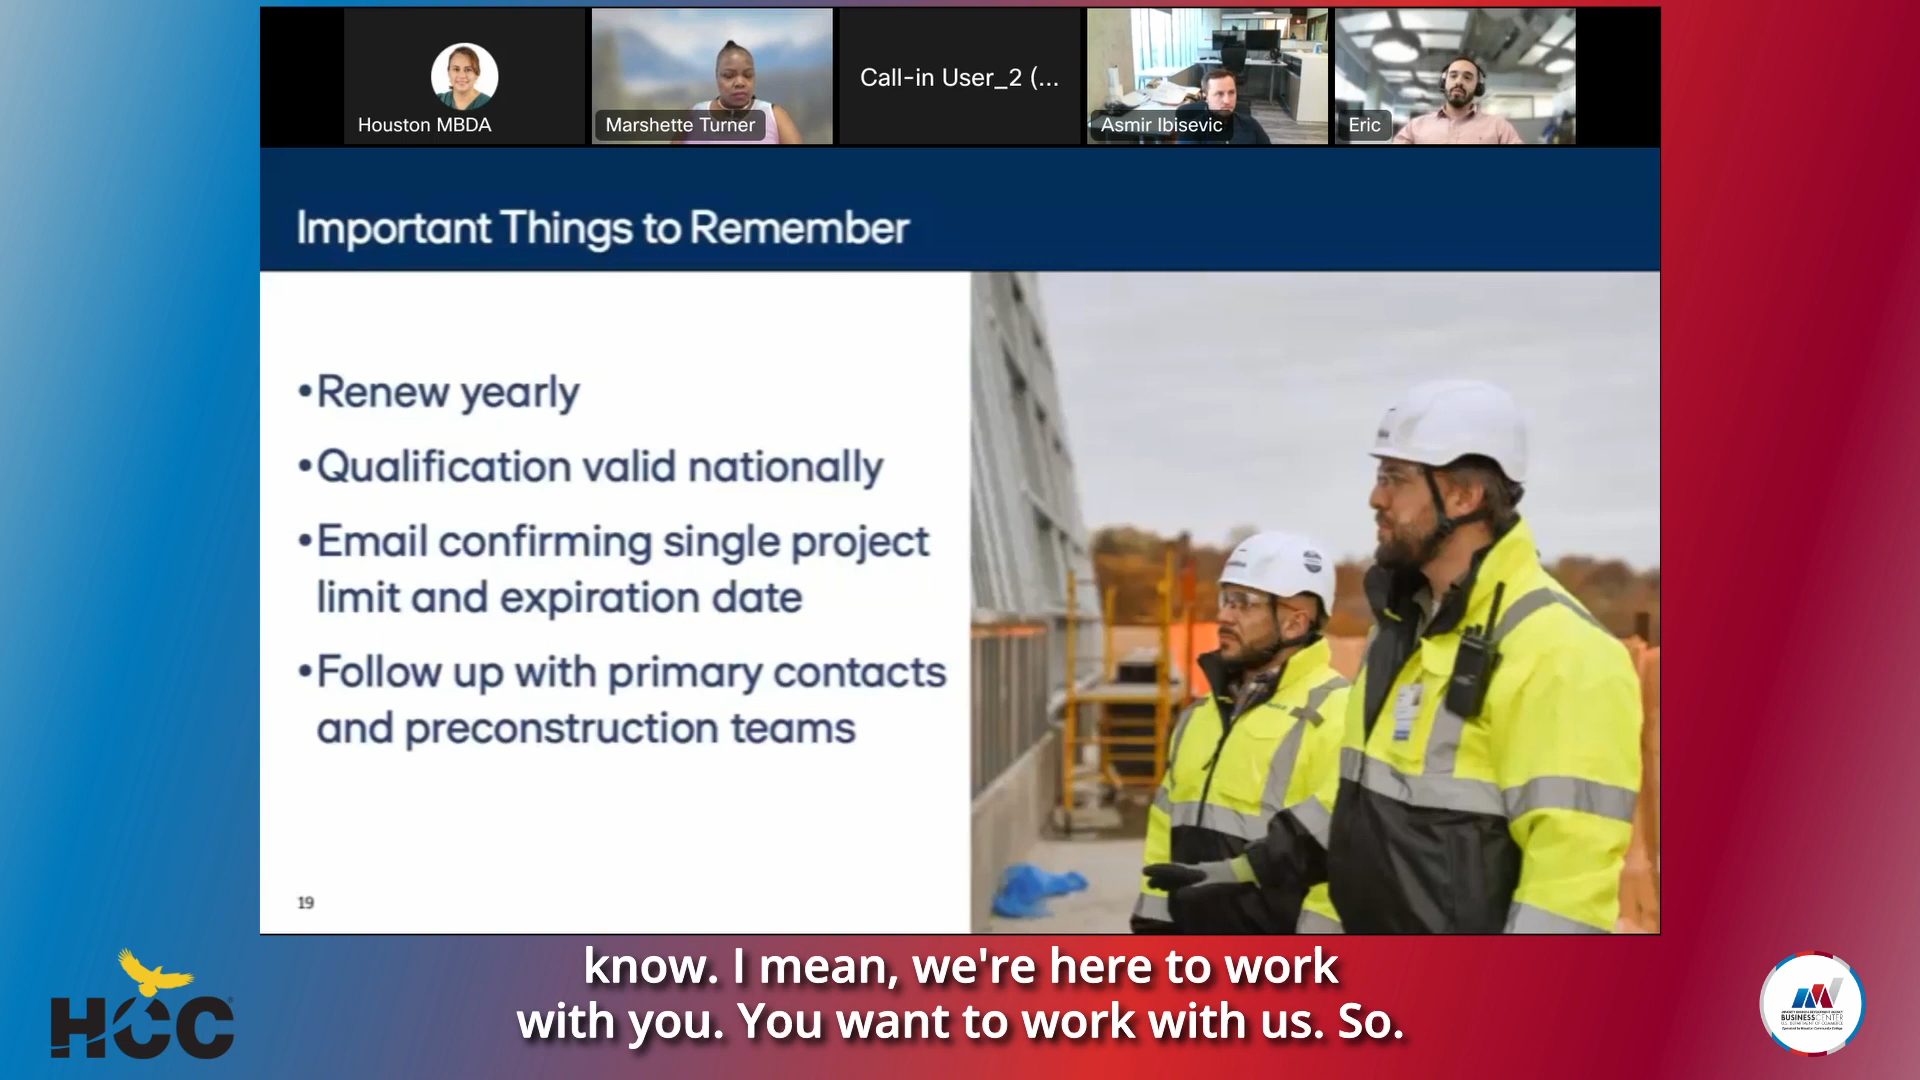 Houston MBDA
Marshette Turner
Call-in User_2 (...
Asmir Ibisevic
Eric
Important Things to Remember
•Renew yearly
•Qualification valid nationally
•Email confirming single project
limit and expiration date
•Follow up with primary contacts
and preconstruction teams
19
know. I mean, we're here to work
with you. You want to work with us. So.
HCC
BUSINESS CENTER